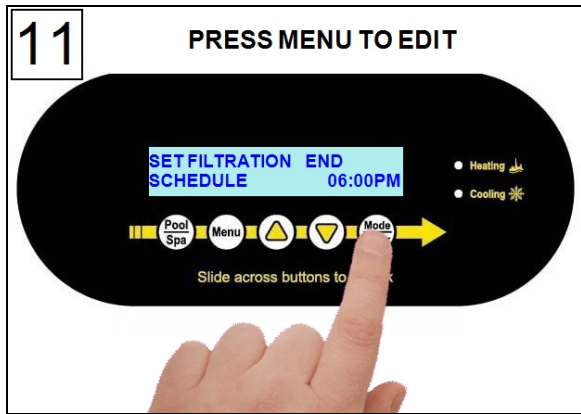 11
PRESS MENU TO EDIT
SET FILTRATION END
SCHEDULE 06:00PM
Heating
Cooling
Pool
Spa
Menu
Mode
Slide across buttons to